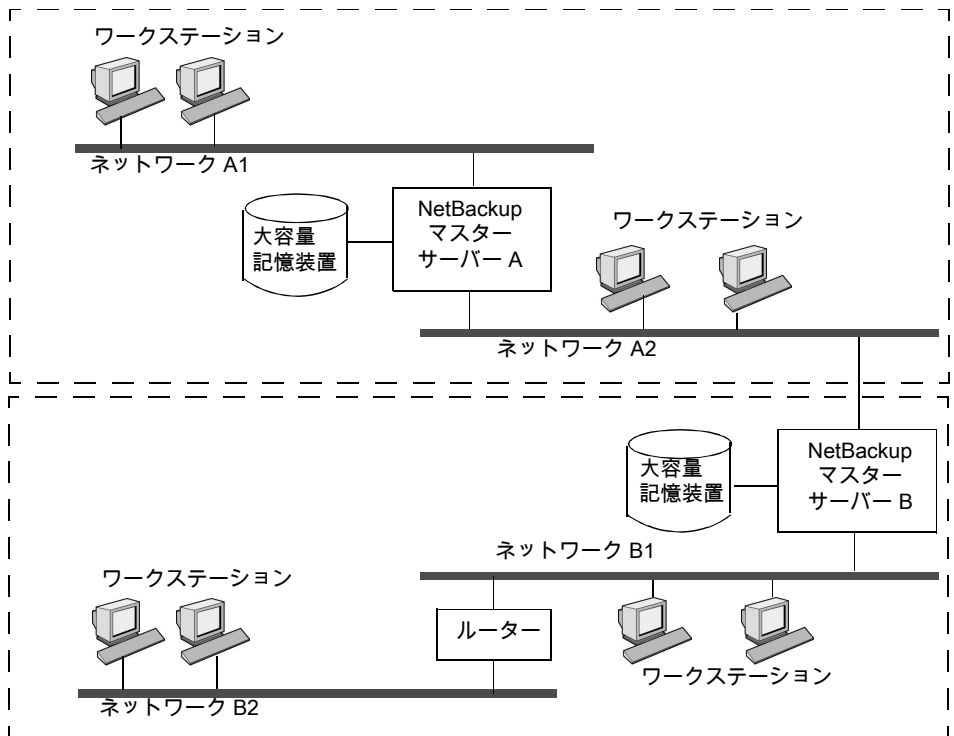 ワークステーション
ネットワーク A1
NetBackup
マスター
サーバー A
大容量
記憶装置
ワークステーション
ネットワーク A2
NetBackup
マスター
サーバー B
大容量
記憶装置
ネットワーク B1
ワークステーション
ルーター
ワークステーション
ネットワーク B2